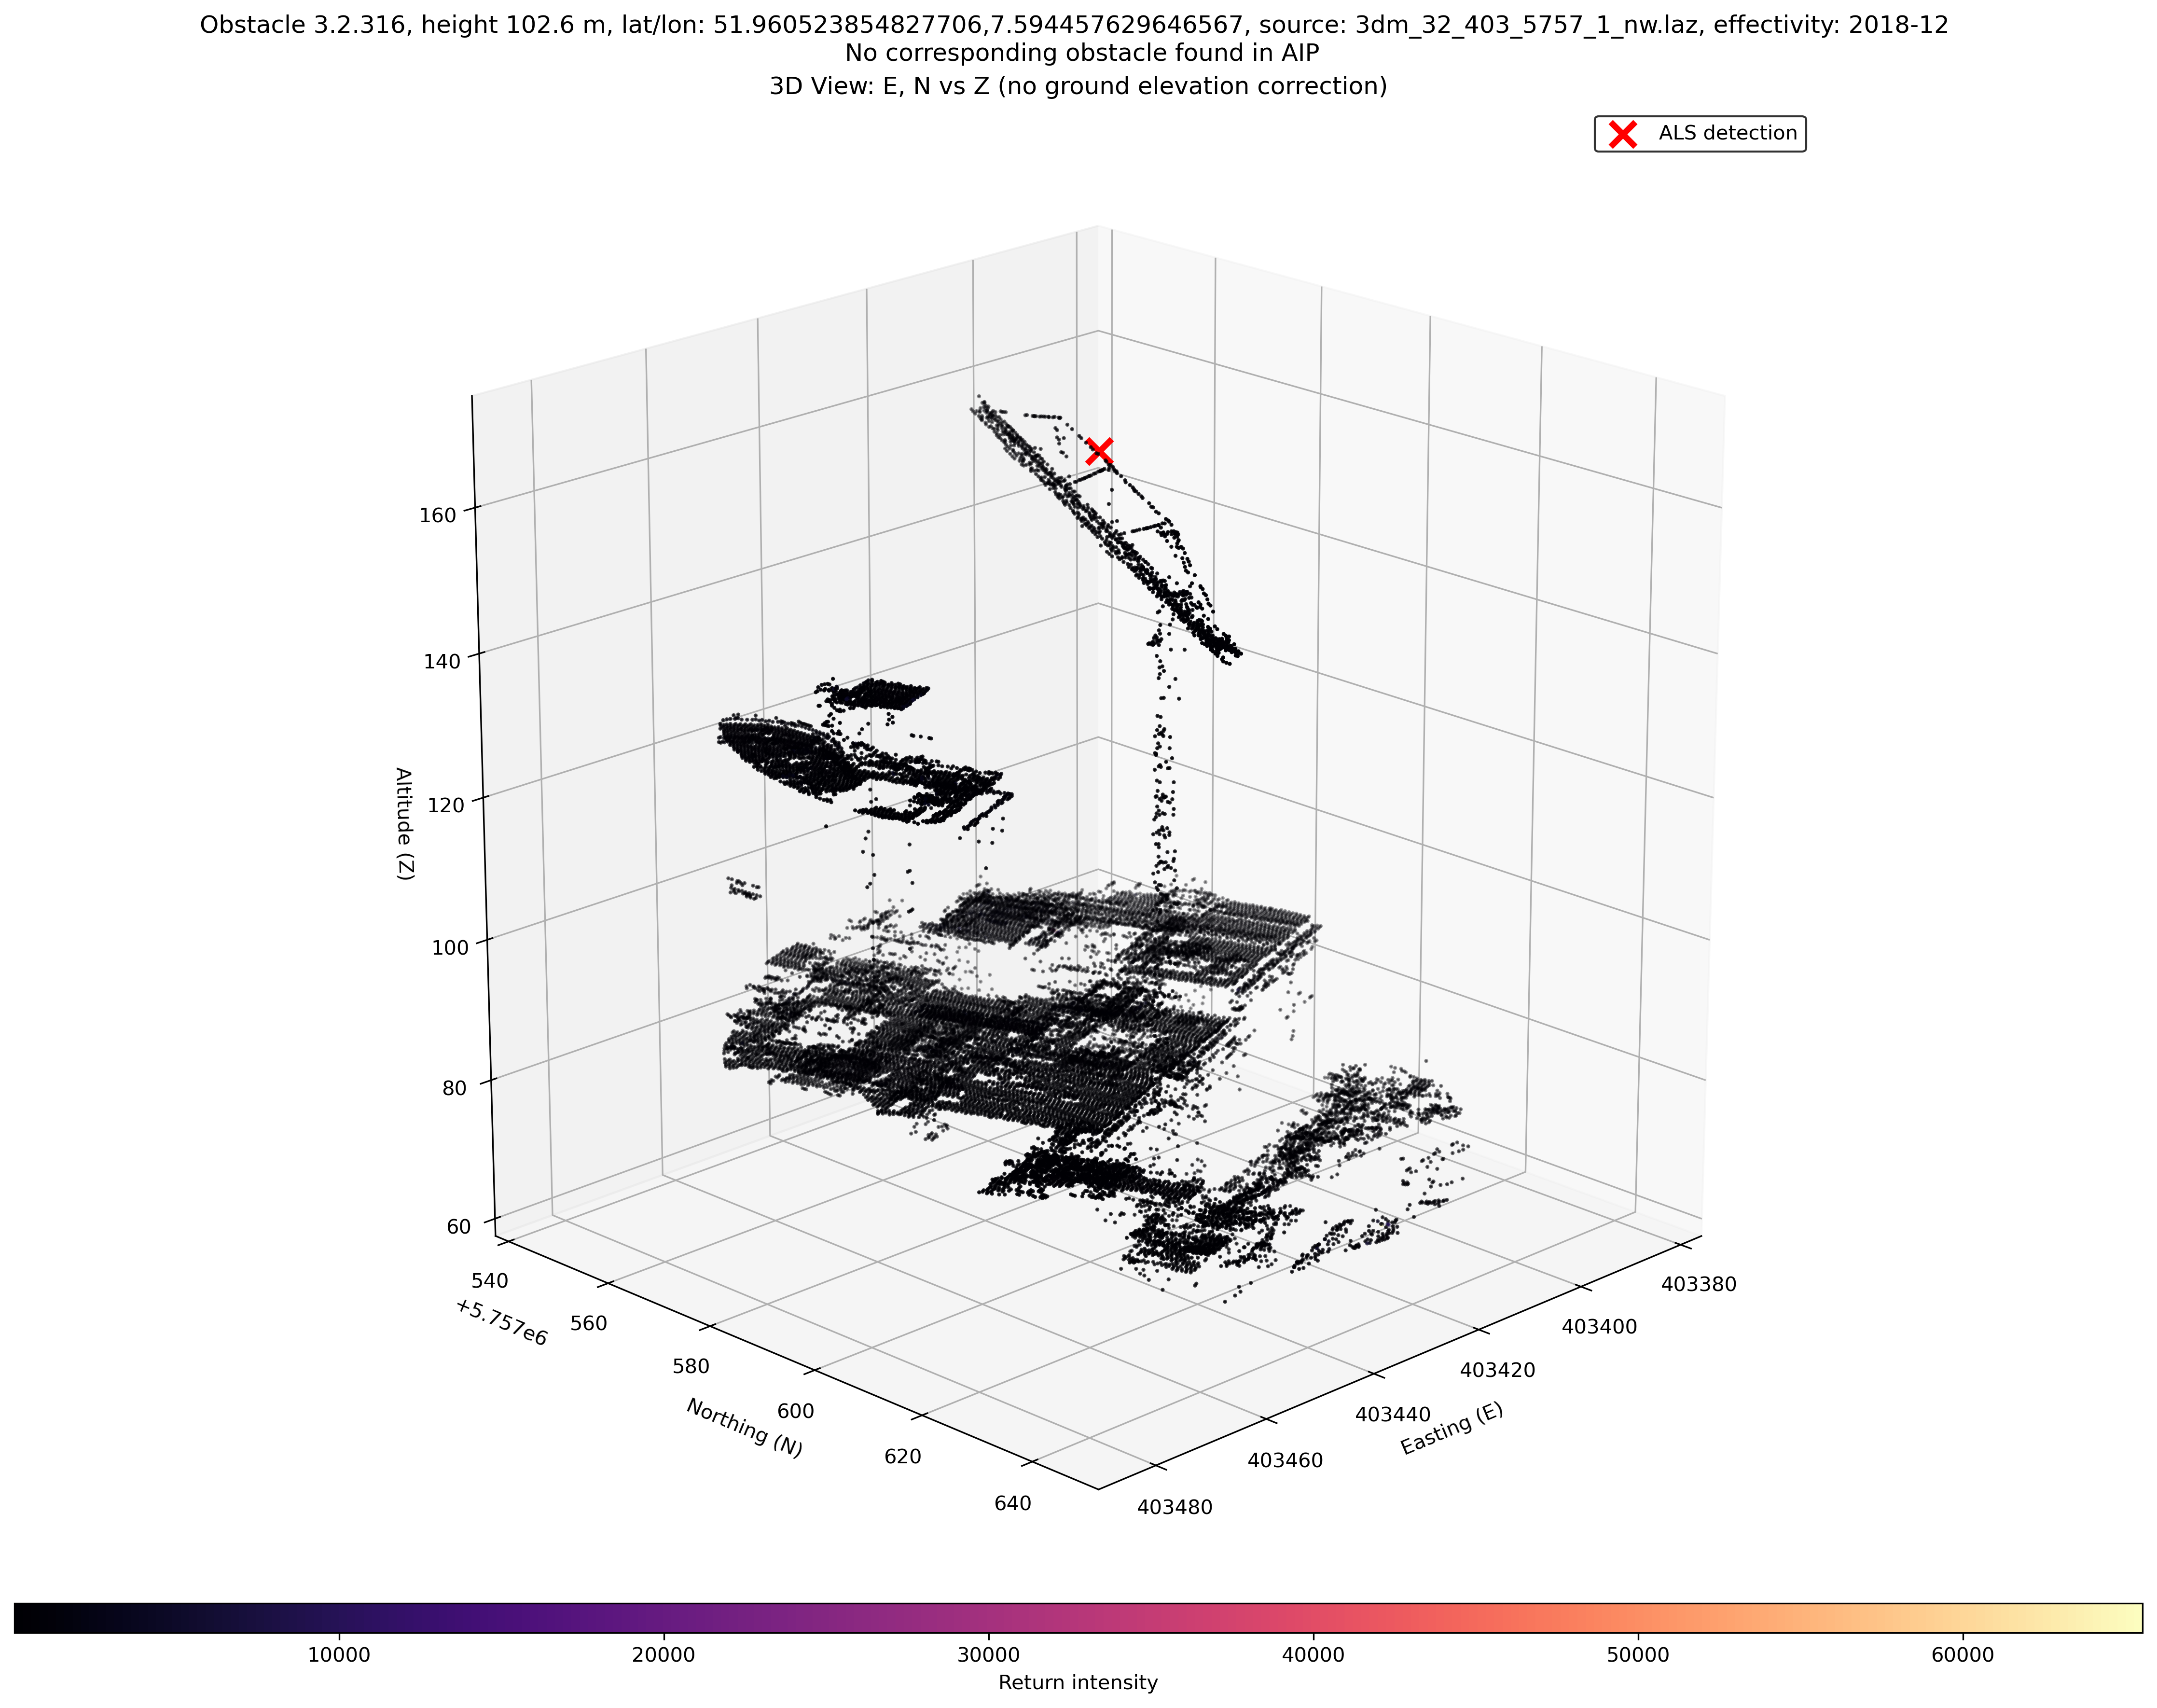 Obstacle 3.2.316, height 102.6 m, lat/lon: 51.960523854827706,7.594457629646567, source: 3dm_32_403_5757_1_nw.laz, effectivity: 2018-12
No corresponding obstacle found in AIP
3D View: E, N vs Z (no ground elevation correction)
ALS detection
160
140
120
100
80
60
Altitude (Z)
540
560
580
600
620
640
+5.757e6
Northing (N)
403380
403400
403420
403440
403460
403480
Easting (E)
10000
20000
30000
40000
50000
60000
Return intensity